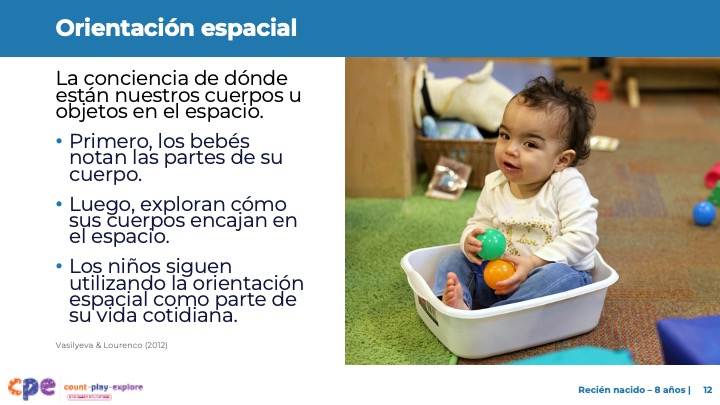 Orientación espacial
La conciencia de dónde
están nuestros cuerpos u
objetos en el espacio.
• Primero, los bebés
notan las partes de su
cuerpo.
• Luego, exploran cómo
sus cuerpos encajan en
el espacio.
• Los niños siguen
utilizando la orientación
espacial como parte de
su vida cotidiana.
Vasilyeva & Lourenco (2012)
cpe count-play-explore
Recién nacido – 8 años | 12